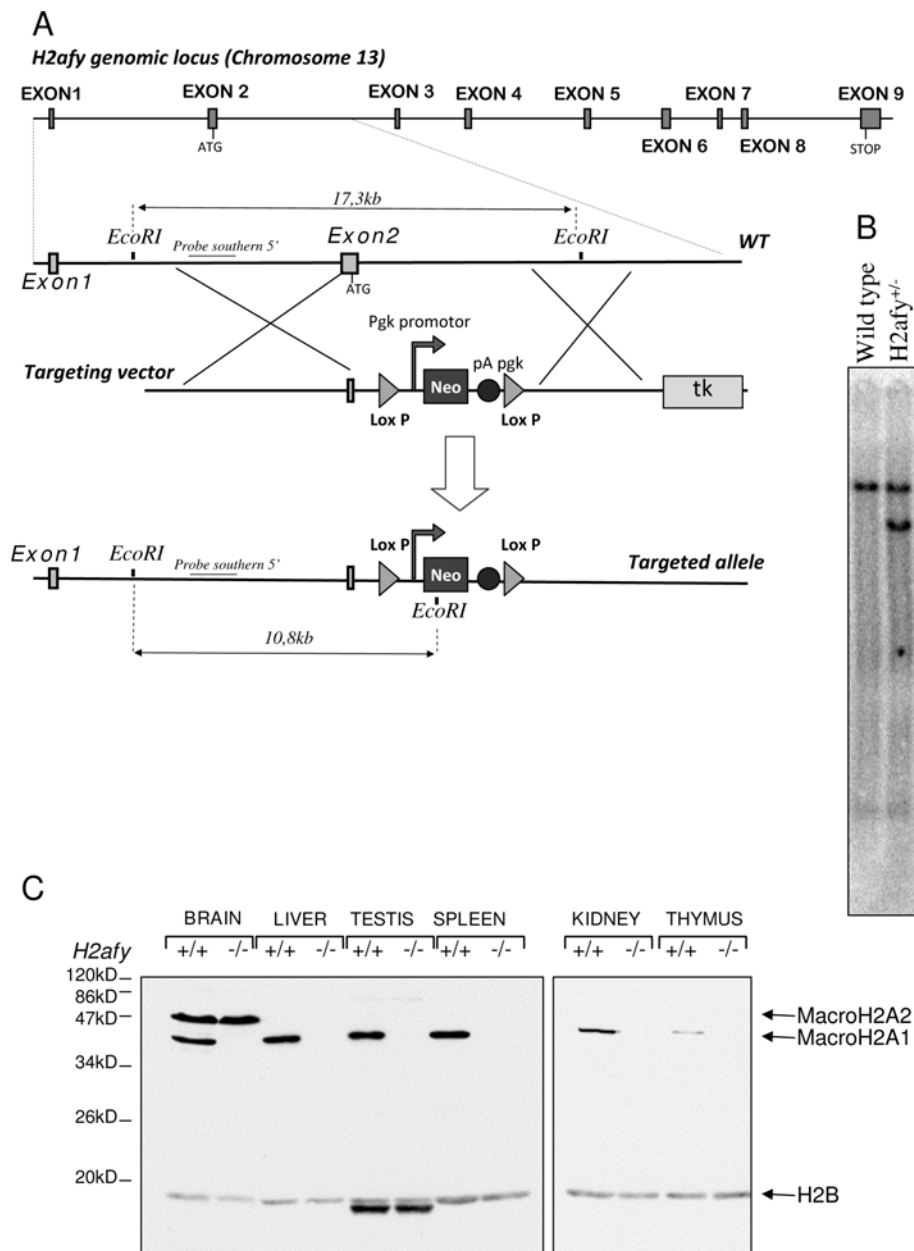 A
H2afy genomic locus (Chromosome 13)
EXON1 EXON 2 EXON 3 EXON 4 EXON 5 EXON 7 EXON 9
ATG EXON 6 EXON 8 STOP
17,3kb
EcoRI Probe southern 5' Exon2 EcoRI WT
Exon1 ATG
Pgk promotor
Targeting vector Neo pA pgk tk
Lox P Lox P
Exon1 EcoRI Probe southern 5' Lox P Neo Lox P Targeted allele
EcoRI
10,8kb
B
Wild type
H2afy+/-
C
BRAIN LIVER TESTIS SPLEEN KIDNEY THYMUS
H2afy +/+ -/- +/+ -/- +/+ -/- +/+ -/- +/+ -/- +/+ -/-
120kD
86kD
47kD
34kD
26kD
20kD
MacroH2A2
MacroH2A1
H2B